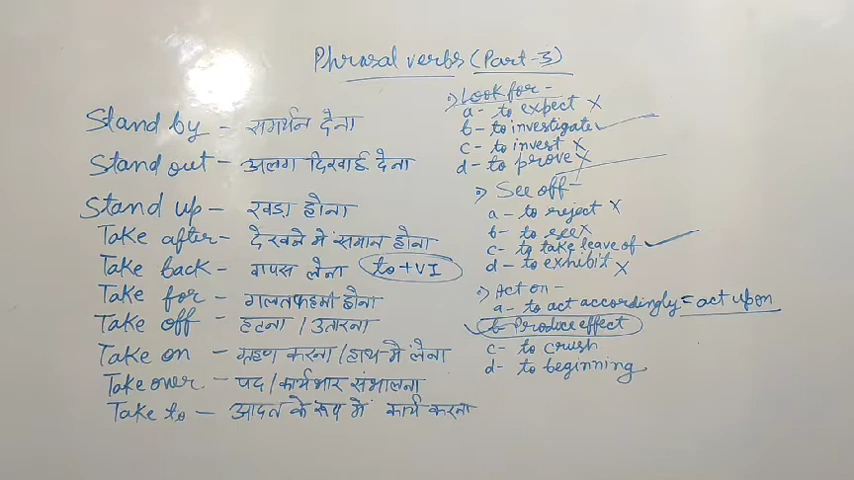 Phrasal verbs (Part-3)
Stand by - समर्थन देना
Stand out - अलग दिखाई देना
Stand up - खडा होना
Take after - देखने में समान होना
Take back - वापस लेना to + VI
Take for - गलतफहमी होना
Take off - हटना / उतारना
Take on - ग्रहण करना / हाथ में लेना
Take over - पद / कार्यभार संभालना
Take to - आदत के रूप में कार्य करना
Look for -
a - to expect ×
b - to investigate ✓
c - to invest ×
d - to prove ×
See off -
a - to reject ×
b - to see ×
c - to take leave of ✓
d - to exhibit ×
Act on -
a - to act accordingly = act upon
✓ b - Produce effect
c - to crush
d - to beginning